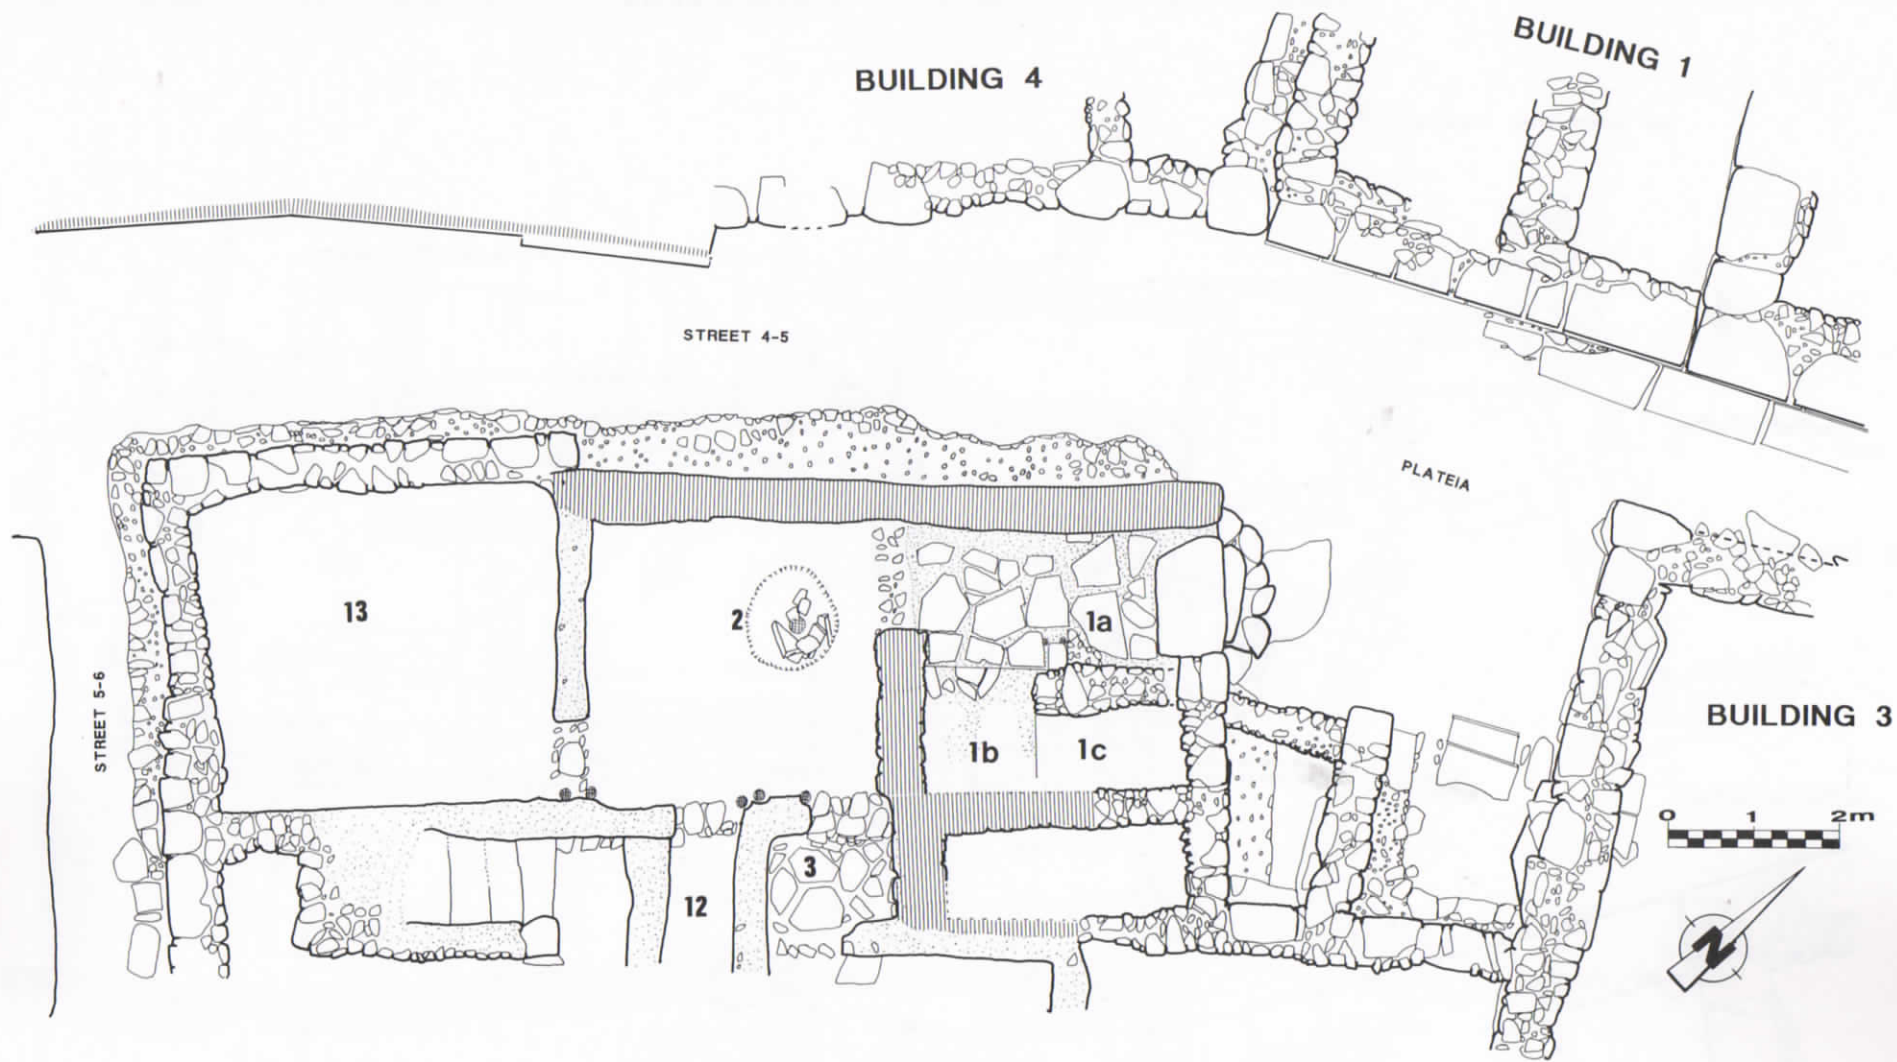 BUILDING 1
BUILDING 4
STREET 4-5
PLATEIA
13
2
1a
STREET 5-6
BUILDING 3
1b
1c
0 1 2m
3
12
N